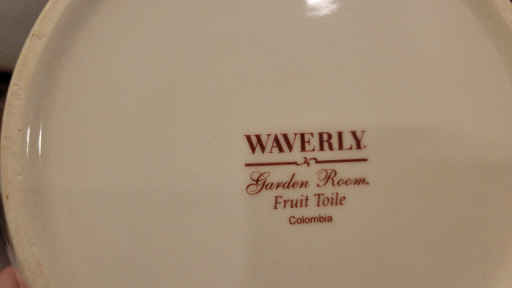 WAVERLY
Garden Room
Fruit Toile
Colombia